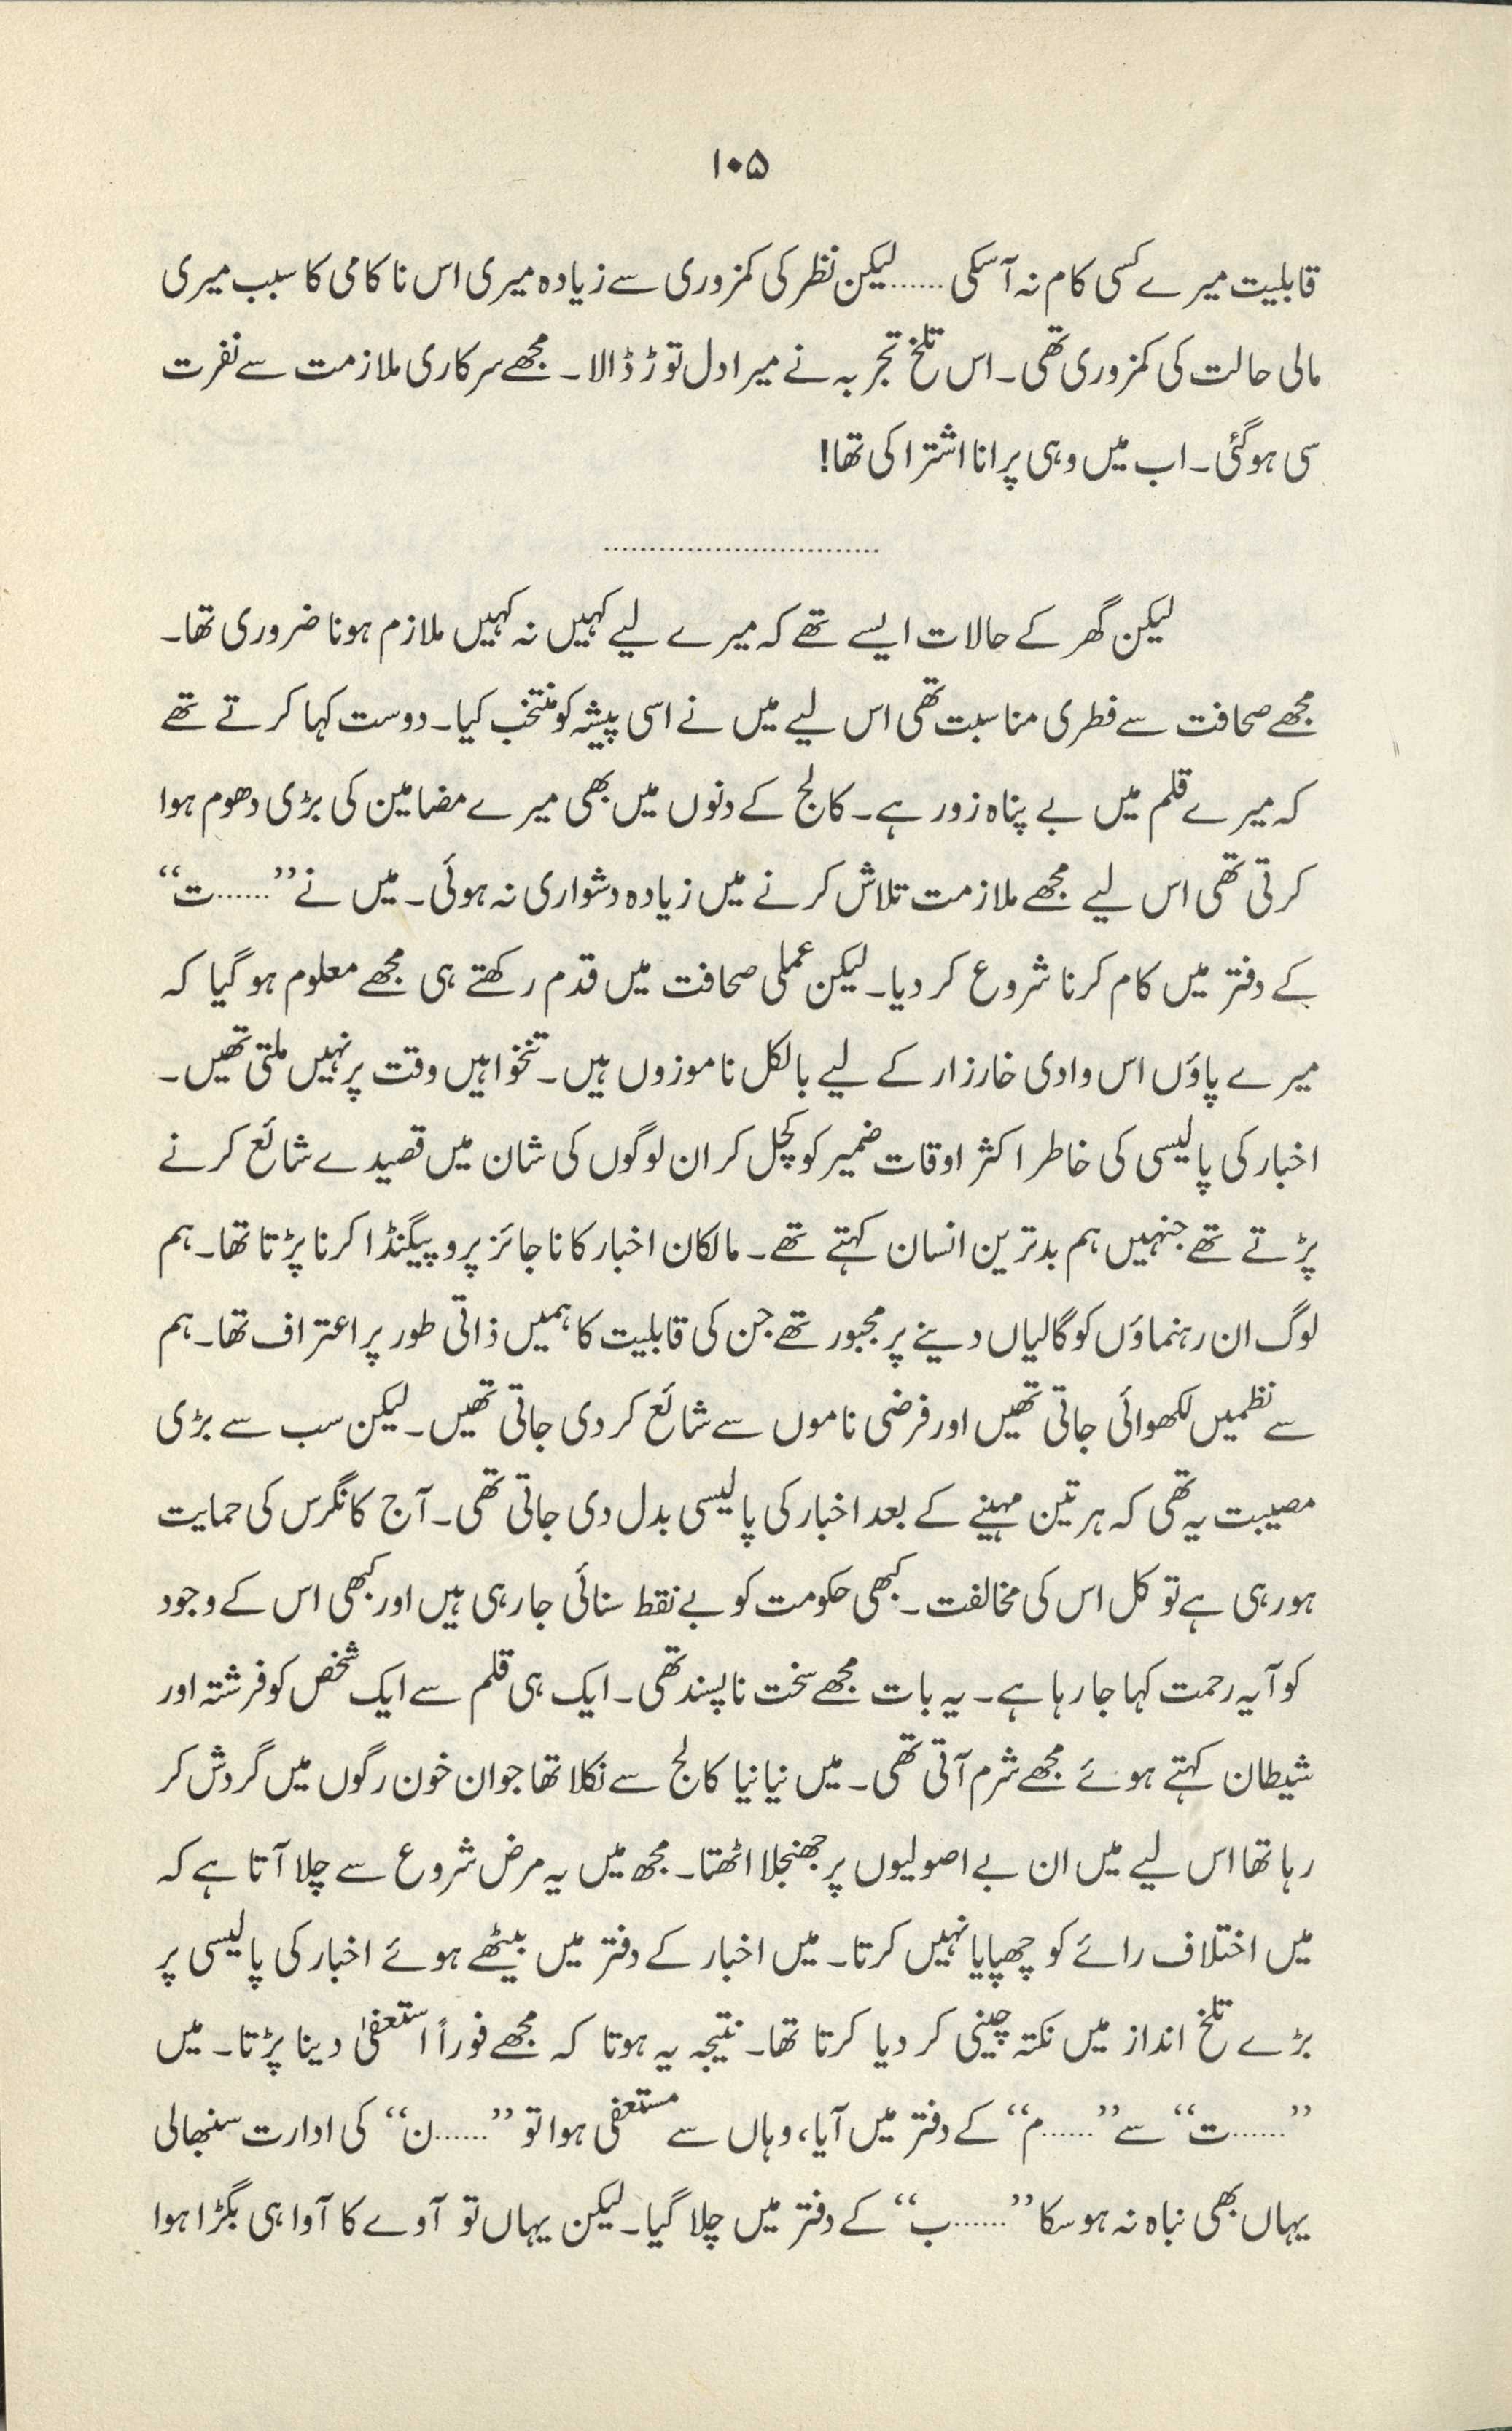 ۱۰۵
قابلیت میرے کسی کام نہ آسکی ......لیکن نظر کی کمزوری سے زیادہ میری اس ناکامی کا سبب میری
مالی حالت کی کمزوری تھی۔ اس تلخ تجربہ نے میرا دل توڑ ڈالا۔ مجھے سرکاری ملازمت سے نفرت
سی ہوگئی۔ اب میں وہی پرانا اشتراکی تھا!
..............................
لیکن گھر کے حالات ایسے تھے کہ میرے لیے کہیں نہ کہیں ملازم ہونا ضروری تھا۔
مجھے صحافت سے فطری مناسبت تھی اس لیے میں نے اسی پیشہ کو منتخب کیا۔ دوست کہا کرتے تھے
کہ میرے قلم میں بے پناہ زور ہے۔ کالج کے دنوں میں بھی میرے مضامین کی بڑی دھوم ہوا
کرتی تھی اس لیے مجھے ملازمت تلاش کرنے میں زیادہ دشواری نہ ہوئی۔ میں نے ”......ت“
کے دفتر میں کام کرنا شروع کر دیا۔ لیکن عملی صحافت میں قدم رکھتے ہی مجھے معلوم ہو گیا کہ
میرے پاؤں اس وادی خارزار کے لیے بالکل ناموزوں ہیں۔ تنخواہیں وقت پر نہیں ملتی تھیں۔
اخبار کی پالیسی کی خاطر اکثر اوقات ضمیر کو کچل کر ان لوگوں کی شان میں قصیدے شائع کرنے
پڑتے تھے جنہیں ہم بدترین انسان کہتے تھے۔ مالکان اخبار کا ناجائز پروپیگنڈا کرنا پڑتا تھا۔ ہم
لوگ ان رہنماؤں کو گالیاں دینے پر مجبور تھے جن کی قابلیت کا ہمیں ذاتی طور پر اعتراف تھا۔ ہم
سے نظمیں لکھوائی جاتی تھیں اور فرضی ناموں سے شائع کر دی جاتی تھیں۔ لیکن سب سے بڑی
مصیبت یہ تھی کہ ہر تین مہینے کے بعد اخبار کی پالیسی بدل دی جاتی تھی۔ آج کانگرس کی حمایت
ہورہی ہے تو کل اس کی مخالفت۔ کبھی حکومت کو بے نقط سنائی جارہی ہیں اور کبھی اس کے وجود
کو آیہ رحمت کہا جا رہا ہے۔ یہ بات مجھے سخت ناپسند تھی۔ ایک ہی قلم سے ایک شخص کو فرشتہ اور
شیطان کہتے ہوئے مجھے شرم آتی تھی۔ میں نیا نیا کالج سے نکلا تھا جوان خون رگوں میں گردش کر
رہا تھا اس لیے میں ان بے اصولیوں پر جھنجلا اٹھتا۔ مجھ میں یہ مرض شروع سے چلا آتا ہے کہ
میں اختلاف رائے کو چھپایا نہیں کرتا۔ میں اخبار کے دفتر میں بیٹھے ہوئے اخبار کی پالیسی پر
بڑے تلخ انداز میں نکتہ چینی کر دیا کرتا تھا۔ نتیجہ یہ ہوتا کہ مجھے فوراً استعفیٰ دینا پڑتا۔ میں
”......ت“ سے ”......م“ کے دفتر میں آیا، وہاں سے مستعفی ہوا تو ”......ن“ کی ادارت سنبھالی
یہاں بھی نباہ نہ ہو سکا ”......ب“ کے دفتر میں چلا گیا۔ لیکن یہاں تو آوے کا آوا ہی بگڑا ہوا